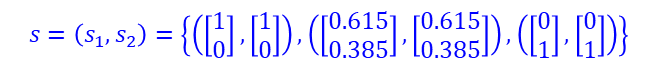 s = (s₁, s₂) = {([1 0], [1 0]), ([0.615 0.385], [0.615 0.385]), ([0 1], [0 1])}